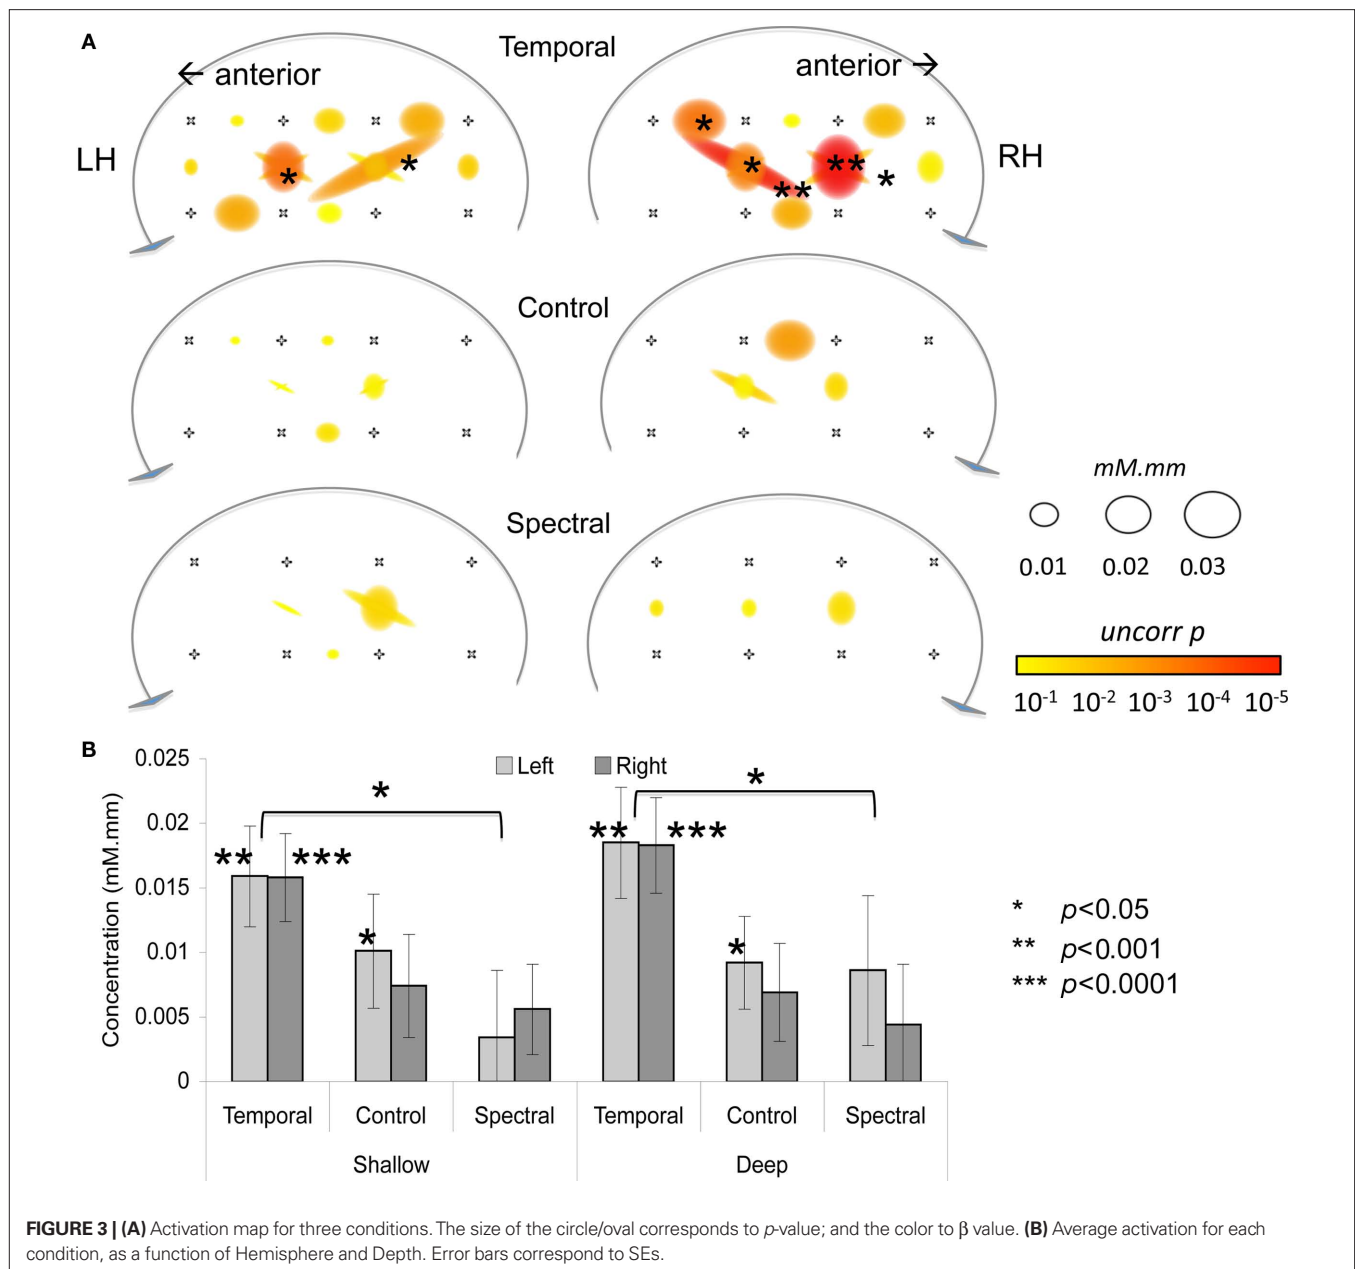 A
Temporal
← anterior
anterior →
LH
RH
*
*
*
*
**
**
*
Control
Spectral
mM.mm
0.01 0.02 0.03
uncorr p
10⁻¹ 10⁻² 10⁻³ 10⁻⁴ 10⁻⁵
B
Concentration (mM.mm)
0.025
0.02
0.015
0.01
0.005
0
Left Right
*
*
** ***
** ***
*
*
Temporal Control Spectral Temporal Control Spectral
Shallow Deep
* p<0.05
** p<0.001
*** p<0.0001
FIGURE 3 | (A) Activation map for three conditions. The size of the circle/oval corresponds to p-value; and the color to β value. (B) Average activation for each
condition, as a function of Hemisphere and Depth. Error bars correspond to SEs.